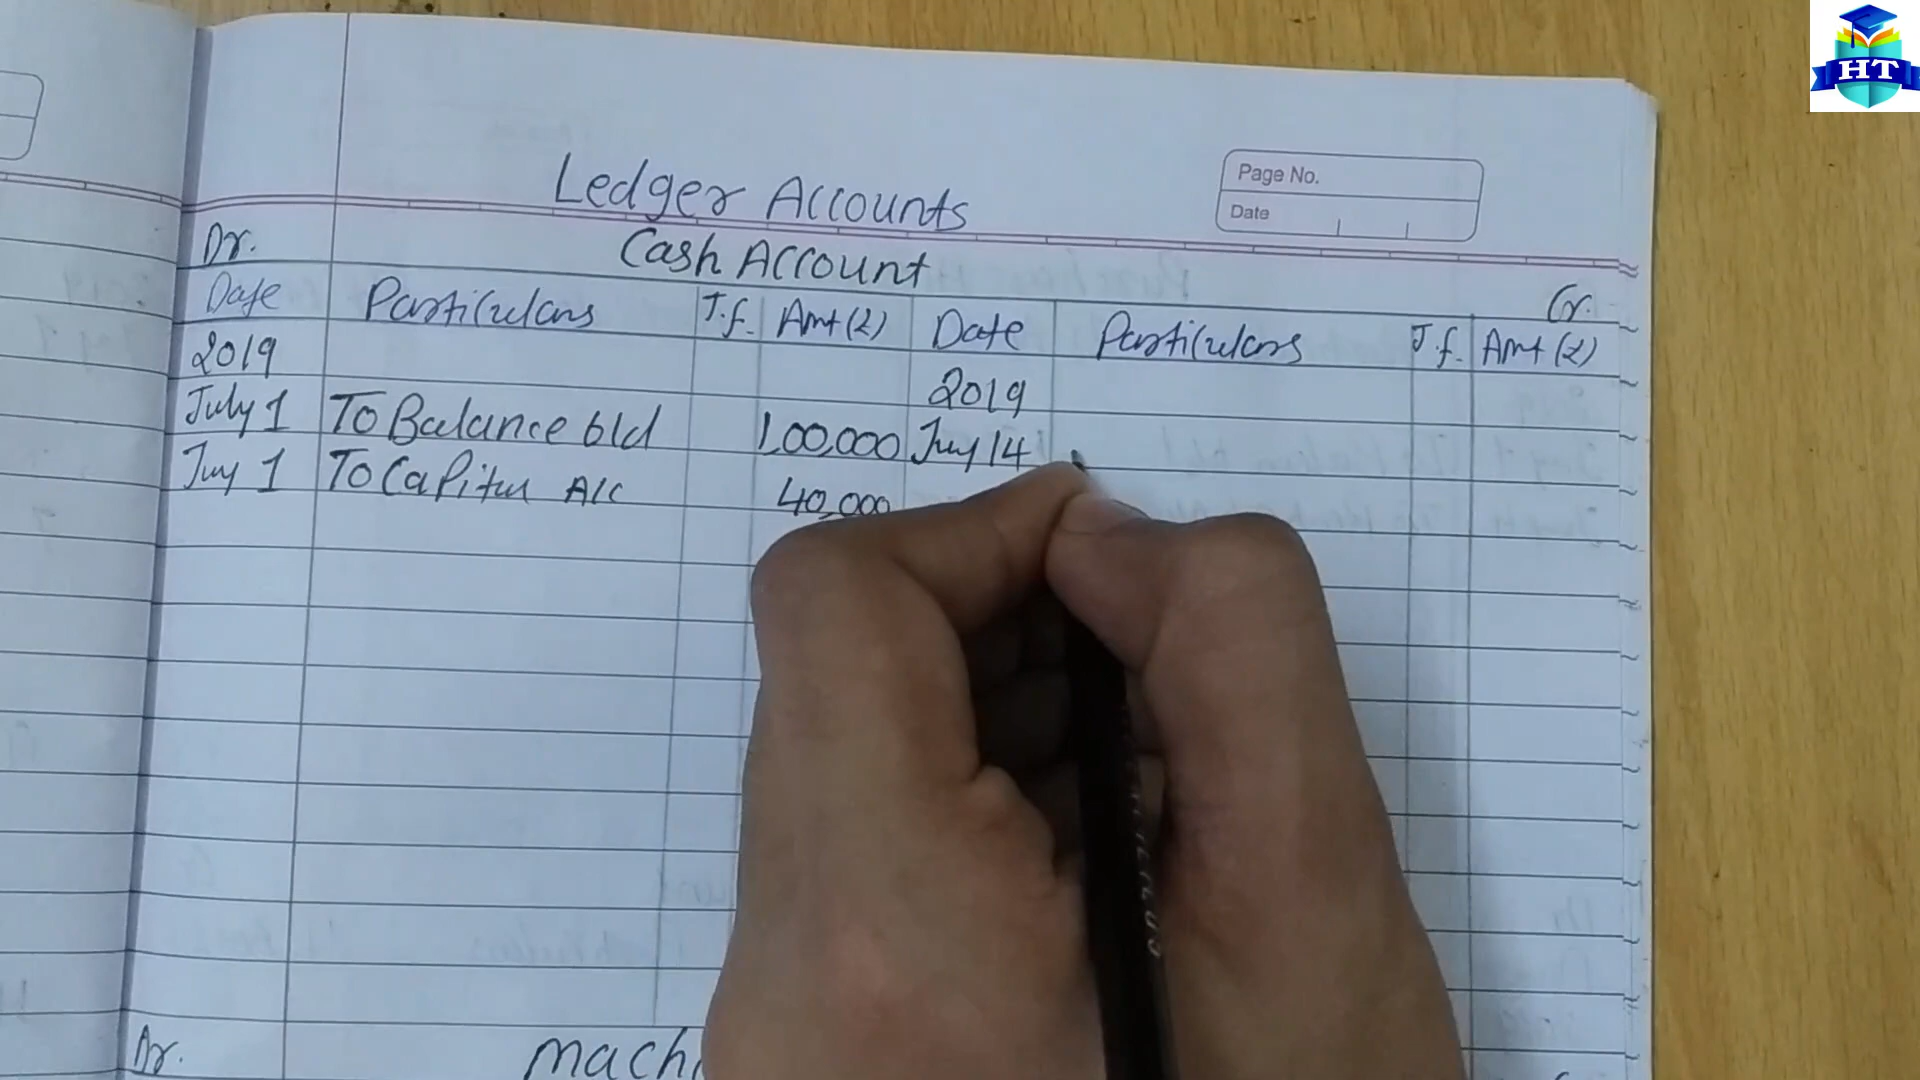 HT
Page No.
Date
Ledger Accounts
Dr. Cash Account Cr.
Date Particulars J.f. Amt (₹) Date Particulars J.f. Amt (₹)
2019 2019
July 1 To Balance b/d 1,00,000 July 14
July 1 To Capital A/c 40,000
Dr. machi